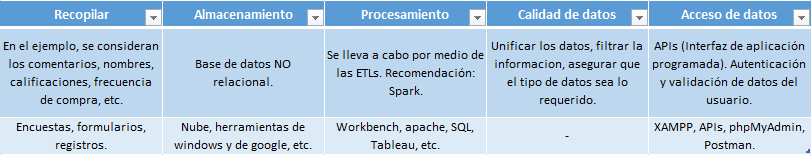 Recopilar
Almacenamiento
Procesamiento
Calidad de datos
Acceso de datos
En el ejemplo, se consideran
los comentarios, nombres,
calificaciones, frecuencia
de compra, etc.
Base de datos NO
relacional.
Se lleva a cabo por medio de
las ETLs. Recomendación:
Spark.
Unificar los datos, filtrar la
informacion, asegurar que
el tipo de datos sea lo
requerido.
APIs (Interfaz de aplicación
programada). Autenticación
y validación de datos del
usuario.
Encuestas, formularios,
registros.
Nube, herramientas de
windows y de google, etc.
Workbench, apache, SQL,
Tableau, etc.
-
XAMPP, APIs, phpMyAdmin,
Postman.